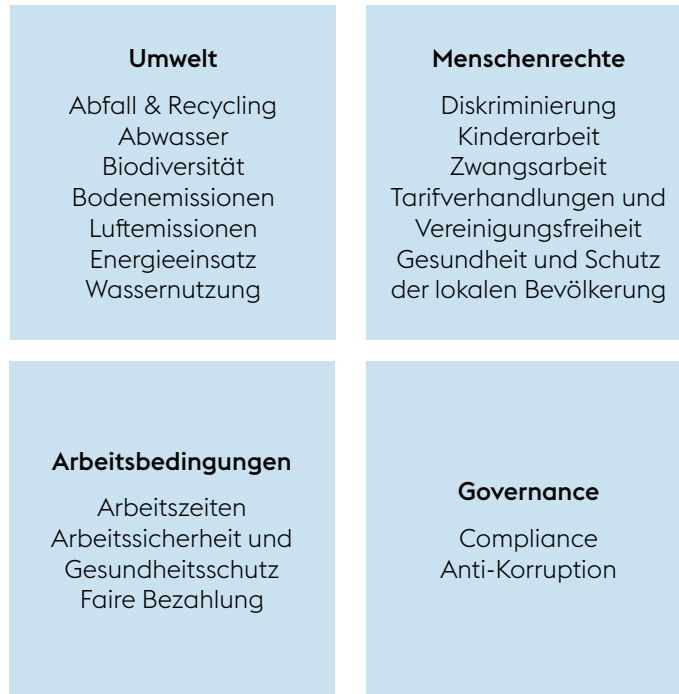 Umwelt
Abfall & Recycling
Abwasser
Biodiversität
Bodenemissionen
Luftemissionen
Energieeinsatz
Wassernutzung
Menschenrechte
Diskriminierung
Kinderarbeit
Zwangsarbeit
Tarifverhandlungen und
Vereinigungsfreiheit
Gesundheit und Schutz
der lokalen Bevölkerung
Arbeitsbedingungen
Arbeitszeiten
Arbeitssicherheit und
Gesundheitsschutz
Faire Bezahlung
Governance
Compliance
Anti-Korruption